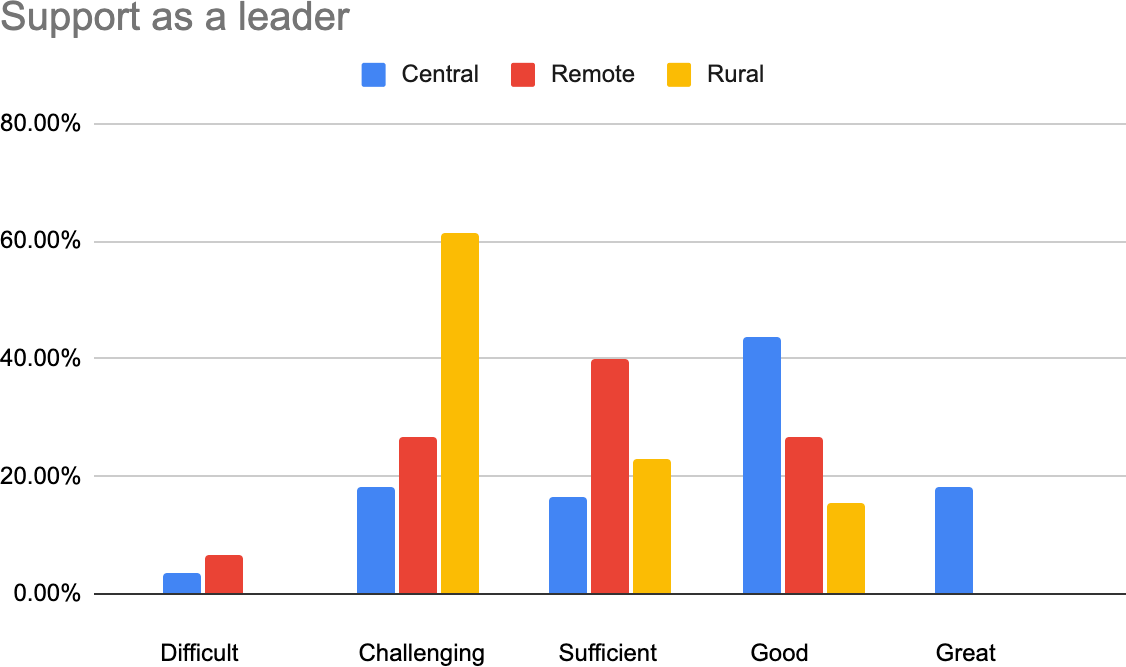 Support as a leader
Central Remote Rural
80.00%
60.00%
40.00%
20.00%
0.00%
Difficult Challenging Sufficient Good Great